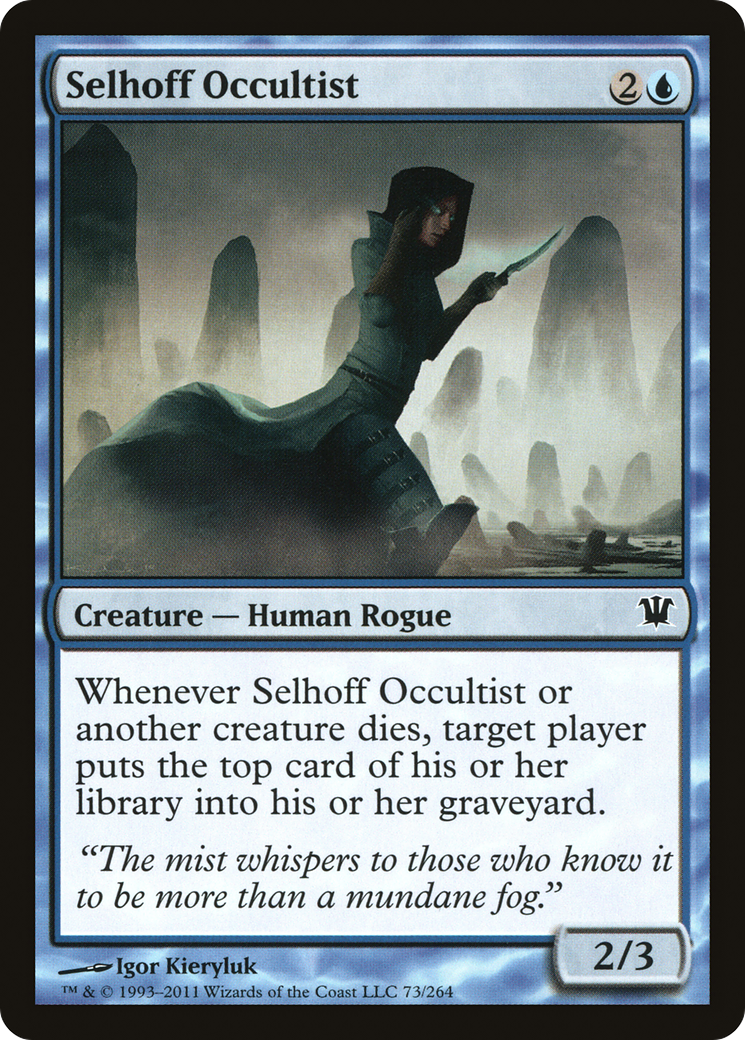 Selhoff Occultist 2
Creature — Human Rogue
Whenever Selhoff Occultist or
another creature dies, target player
puts the top card of his or her
library into his or her graveyard.
“The mist whispers to those who know it
to be more than a mundane fog.”
2/3
Igor Kieryluk
™ & © 1993–2011 Wizards of the Coast LLC 73/264